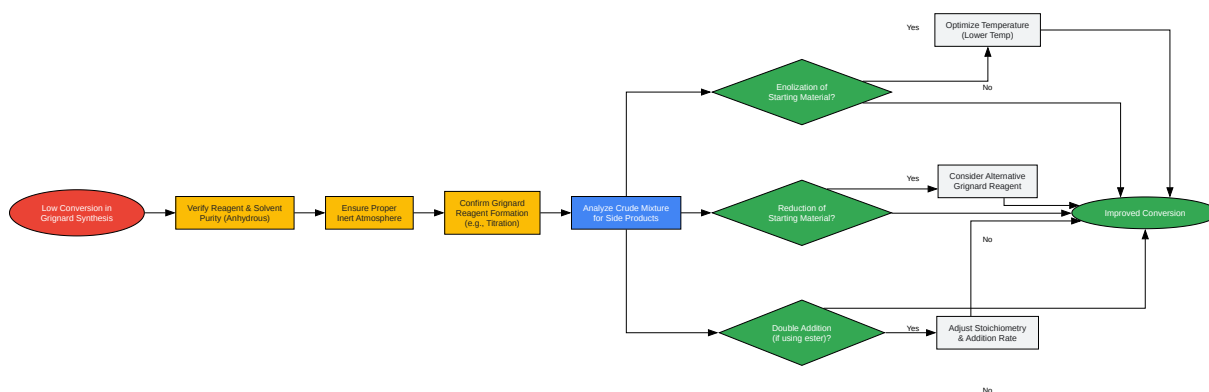 Low Conversion in
Grignard Synthesis
Verify Reagent & Solvent
Purity (Anhydrous)
Ensure Proper
Inert Atmosphere
Confirm Grignard
Reagent Formation
(e.g., Titration)
Analyze Crude Mixture
for Side Products
Enolization of
Starting Material?
Yes
Optimize Temperature
(Lower Temp)
No
Reduction of
Starting Material?
Yes
Consider Alternative
Grignard Reagent
No
Double Addition
(if using ester)?
Yes
Adjust Stoichiometry
& Addition Rate
No
Improved Conversion